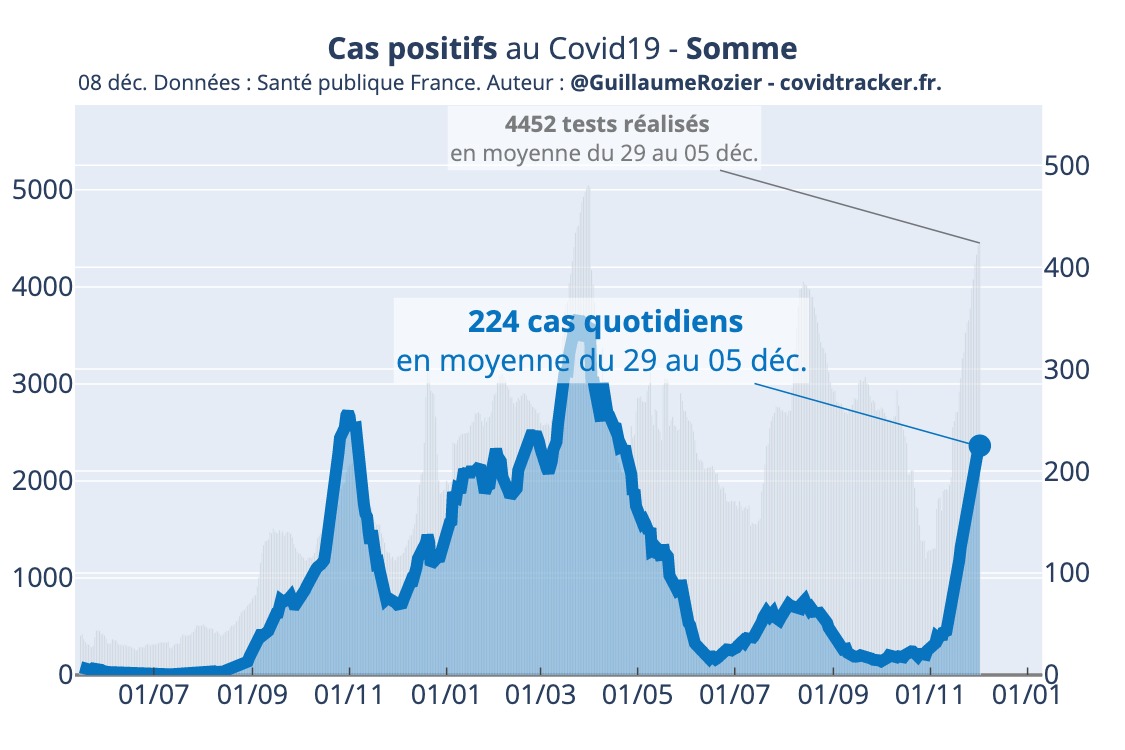 Cas positifs au Covid19 - Somme
08 déc. Données : Santé publique France. Auteur : @GuillaumeRozier - covidtracker.fr.
4452 tests réalisés
en moyenne du 29 au 05 déc.
224 cas quotidiens
en moyenne du 29 au 05 déc.
5000
4000
3000
2000
1000
0
500
400
300
200
100
0
01/07 01/09 01/11 01/01 01/03 01/05 01/07 01/09 01/11 01/01